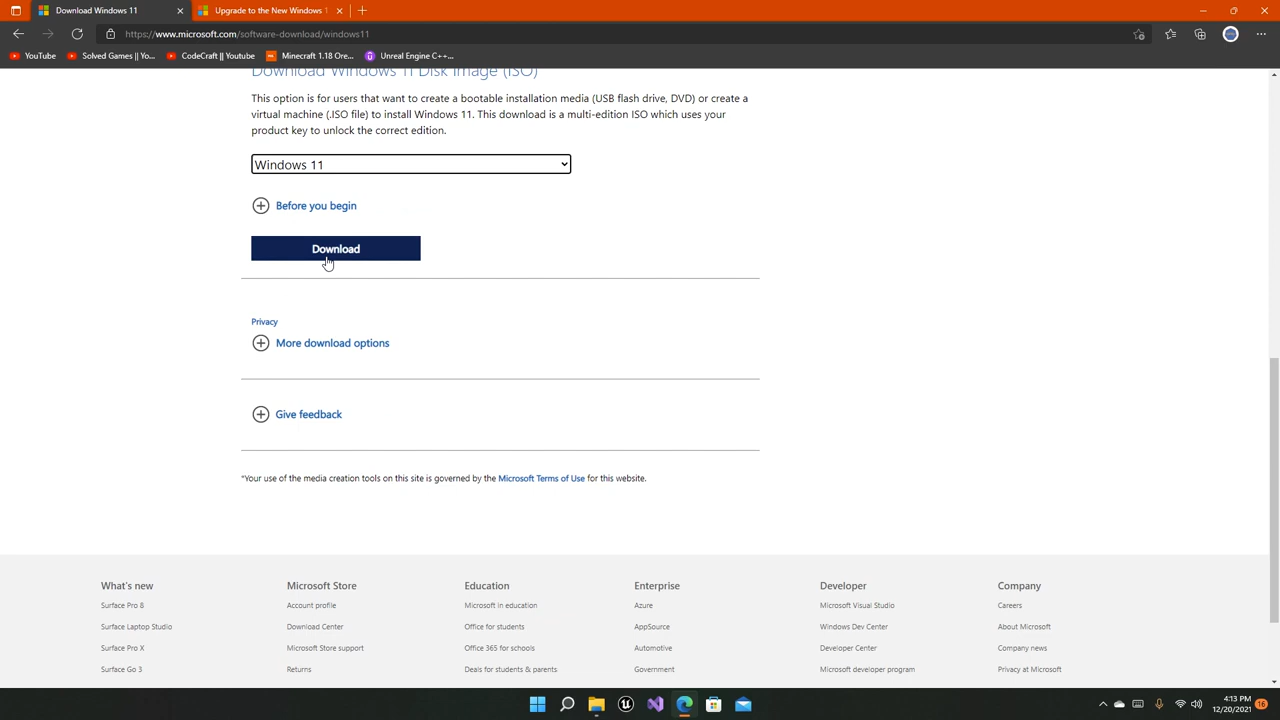 Download Windows 11
Upgrade to the New Windows 1
https://www.microsoft.com/software-download/windows11
YouTube
Solved Games || Yo...
CodeCraft || Youtube
Minecraft 1.18 Ore...
Unreal Engine C++...
Download Windows 11 Disk Image (ISO)
This option is for users that want to create a bootable installation media (USB flash drive, DVD) or create a
virtual machine (.ISO file) to install Windows 11. This download is a multi-edition ISO which uses your
product key to unlock the correct edition.
Windows 11
Before you begin
Download
Privacy
More download options
Give feedback
*Your use of the media creation tools on this site is governed by the Microsoft Terms of Use for this website.
What's new
Surface Pro 8
Surface Laptop Studio
Surface Pro X
Surface Go 3
Microsoft Store
Account profile
Download Center
Microsoft Store support
Returns
Education
Microsoft in education
Office for students
Office 365 for schools
Deals for students & parents
Enterprise
Azure
AppSource
Automotive
Government
Developer
Microsoft Visual Studio
Windows Dev Center
Developer Center
Microsoft developer program
Company
Careers
About Microsoft
Company news
Privacy at Microsoft
4:13 PM
12/20/2021
16